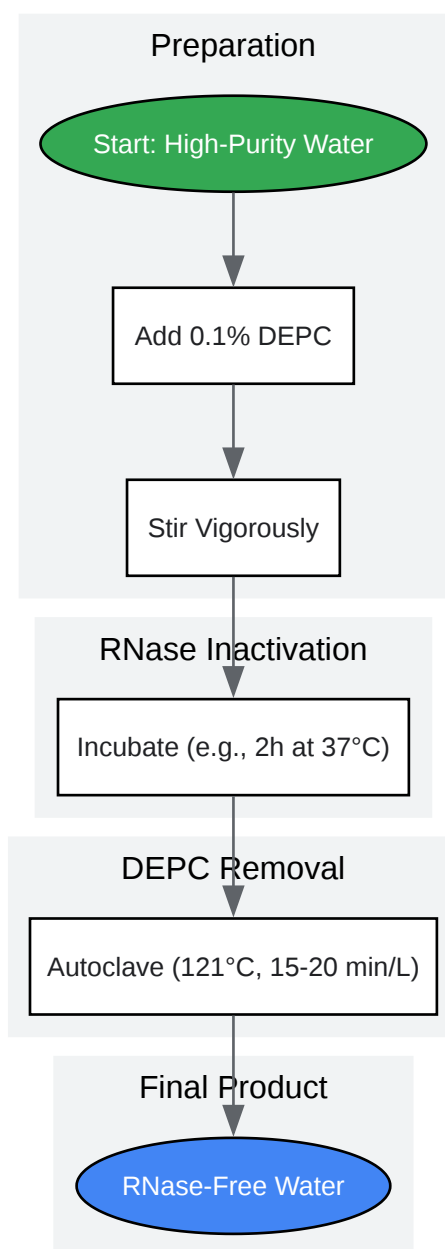 Preparation
Start: High-Purity Water
Add 0.1% DEPC
Stir Vigorously
RNase Inactivation
Incubate (e.g., 2h at 37°C)
DEPC Removal
Autoclave (121°C, 15-20 min/L)
Final Product
RNase-Free Water